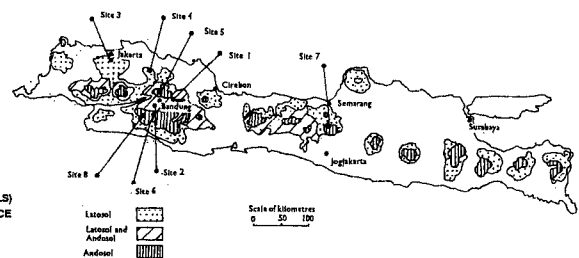 Site 3
Site 4
Site 5
Jakarta
Site 1
Site 7
Cirebon
Bandung
Semarang
Surabaya
Jogjakarta
Site 8
Site 6
Site 2
LS)
CE
Latosol
Latosol and
Andosol
Andosol
Scale of kilometres
0 50 100